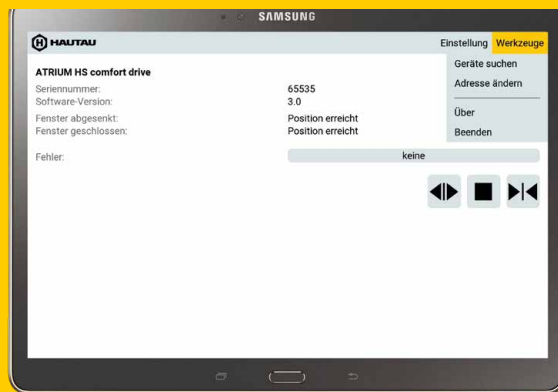 SAMSUNG
H HAUTAU
Einstellung Werkzeuge
Geräte suchen
Adresse ändern
Über
Beenden
ATRIUM HS comfort drive
Seriennummer: 65535
Software-Version: 3.0
Fenster abgesenkt: Position erreicht
Fenster geschlossen: Position erreicht
Fehler: keine